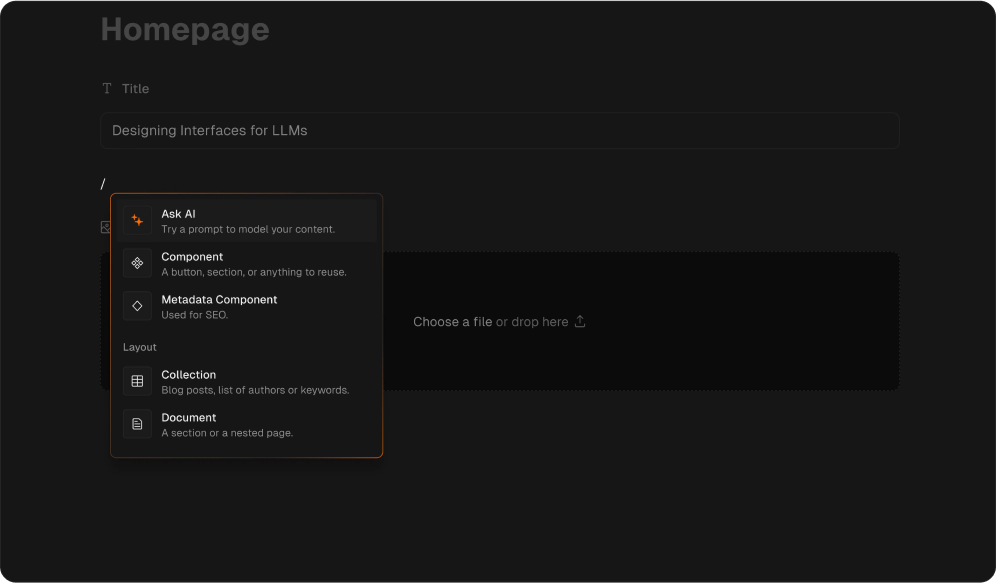 Homepage
Title
Designing Interfaces for LLMs
/
Ask AI
Try a prompt to model your content.
Component
A button, section, or anything to reuse.
Metadata Component
Used for SEO.
Choose a file or drop here
Layout
Collection
Blog posts, list of authors or keywords.
Document
A section or a nested page.